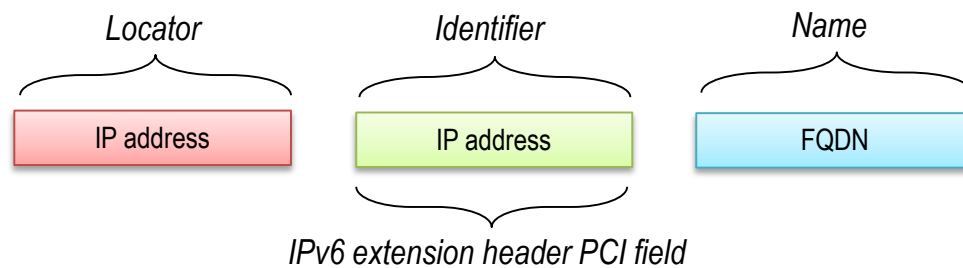 Locator
Identifier
Name
IP address
IP address
FQDN
IPv6 extension header PCI field